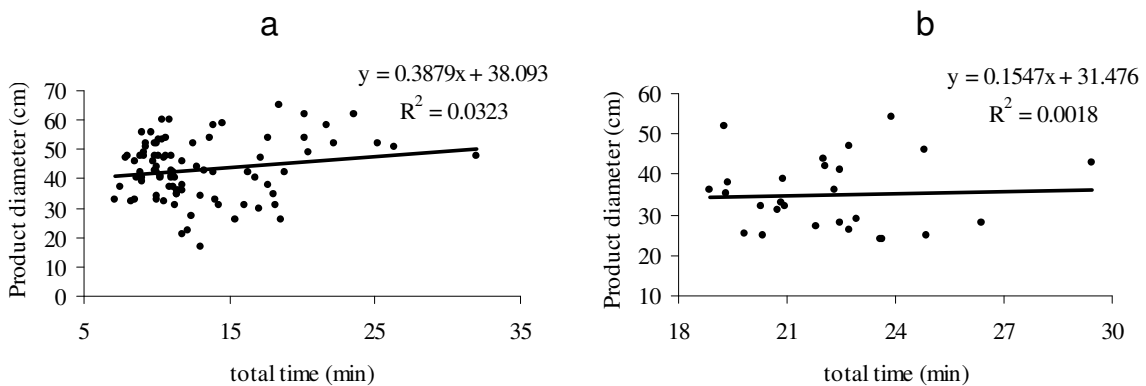 a
y = 0.3879x + 38.093
R² = 0.0323
Product diameter (cm)
70
60
50
40
30
20
10
0
5
15
25
35
total time (min)
b
y = 0.1547x + 31.476
R² = 0.0018
Product diameter (cm)
60
50
40
30
20
10
18
21
24
27
30
total time (min)